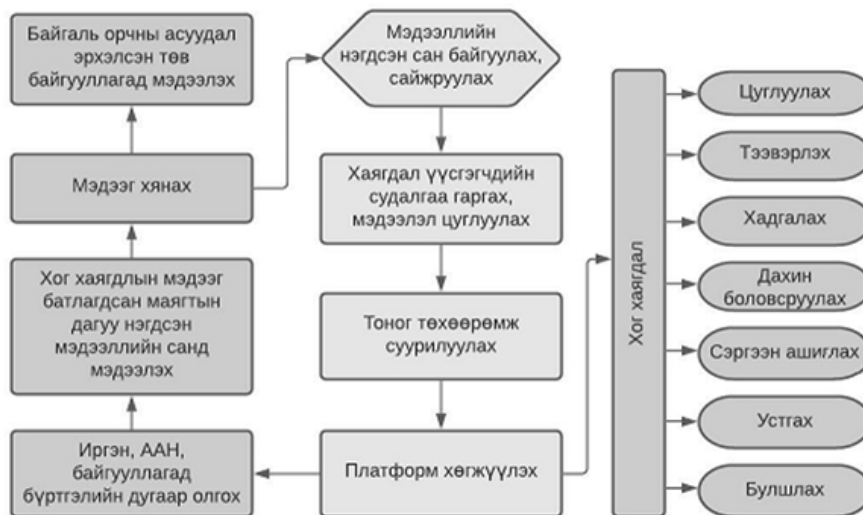 Байгаль орчны асуудал
эрхэлсэн төв
байгууллагад мэдээлэх
Мэдээг хянах
Хог хаягдлын мэдээг
батлагдсан маягтын
дагуу нэгдсэн
мэдээллийн санд
мэдээлэх
Иргэн, ААН,
байгууллагад
бүртгэлийн дугаар олгох
Мэдээллийн
нэгдсэн сан байгуулах,
сайжруулах
Хаягдал үүсгэгчдийн
судалгаа гаргах,
мэдээлэл цуглуулах
Тоног төхөөрөмж
суурилуулах
Платформ хөгжүүлэх
Хог хаягдал
Цуглуулах
Тээвэрлэх
Хадгалах
Дахин
боловсруулах
Сэргээн ашиглах
Устгах
Булшлах